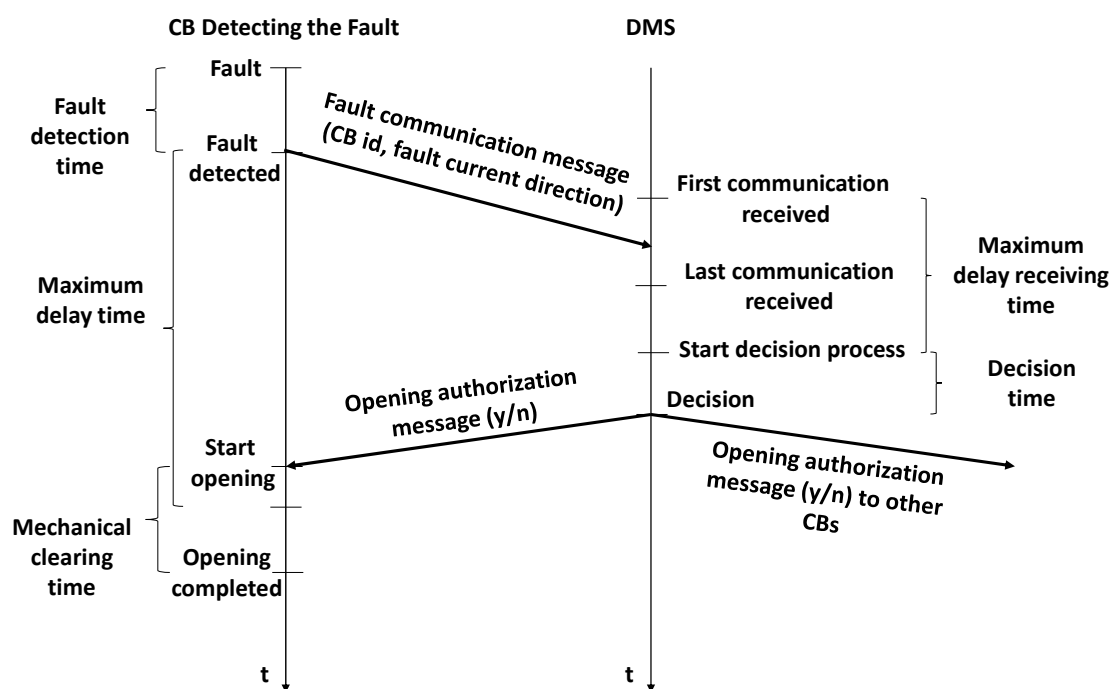 CB Detecting the Fault
DMS
Fault
Fault
detection
time
Fault
detected
Fault communication message
(CB id, fault current direction)
First communication
received
Maximum
delay receiving
time
Maximum
delay time
Last communication
received
Start decision process
Decision
time
Opening authorization
message (y/n)
Decision
Start
opening
Opening authorization
message (y/n) to other
CBs
Mechanical
clearing
time
Opening
completed
t
t